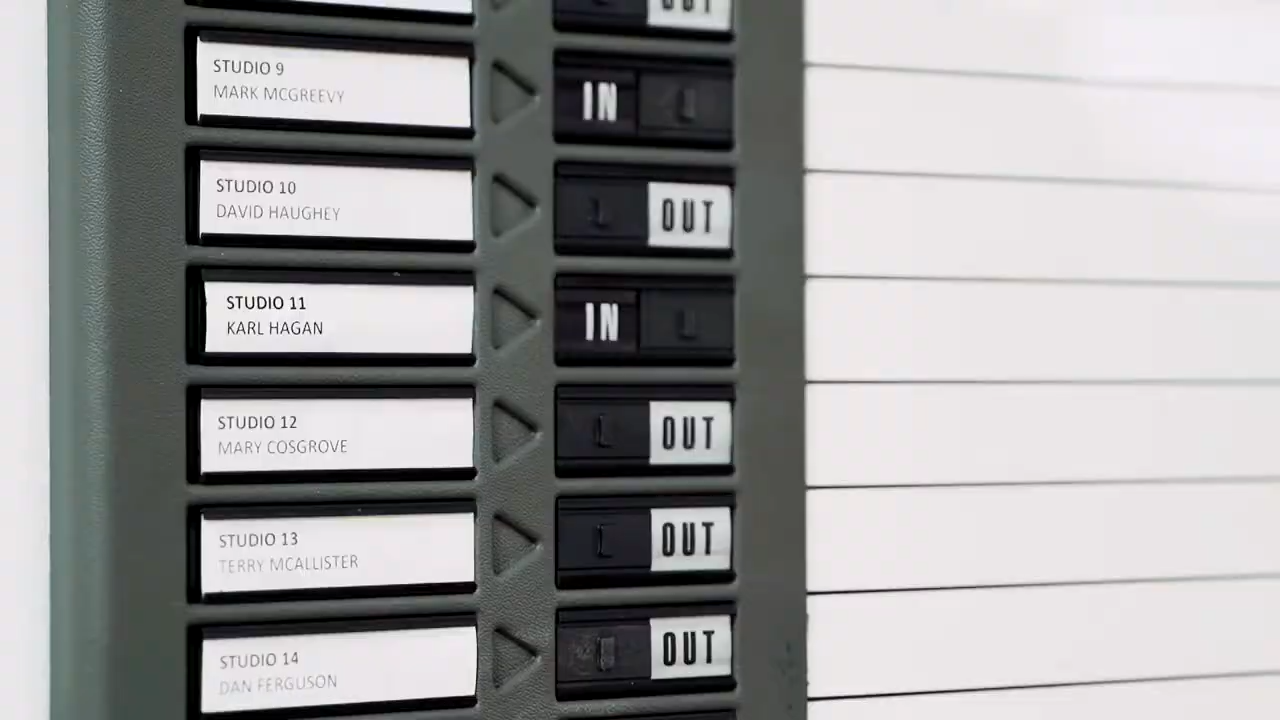 OUT
STUDIO 9
MARK MCGREEVY
IN
STUDIO 10
DAVID HAUGHEY
OUT
STUDIO 11
KARL HAGAN
IN
STUDIO 12
MARY COSGROVE
OUT
STUDIO 13
TERRY MCALLISTER
OUT
STUDIO 14
DAN FERGUSON
OUT